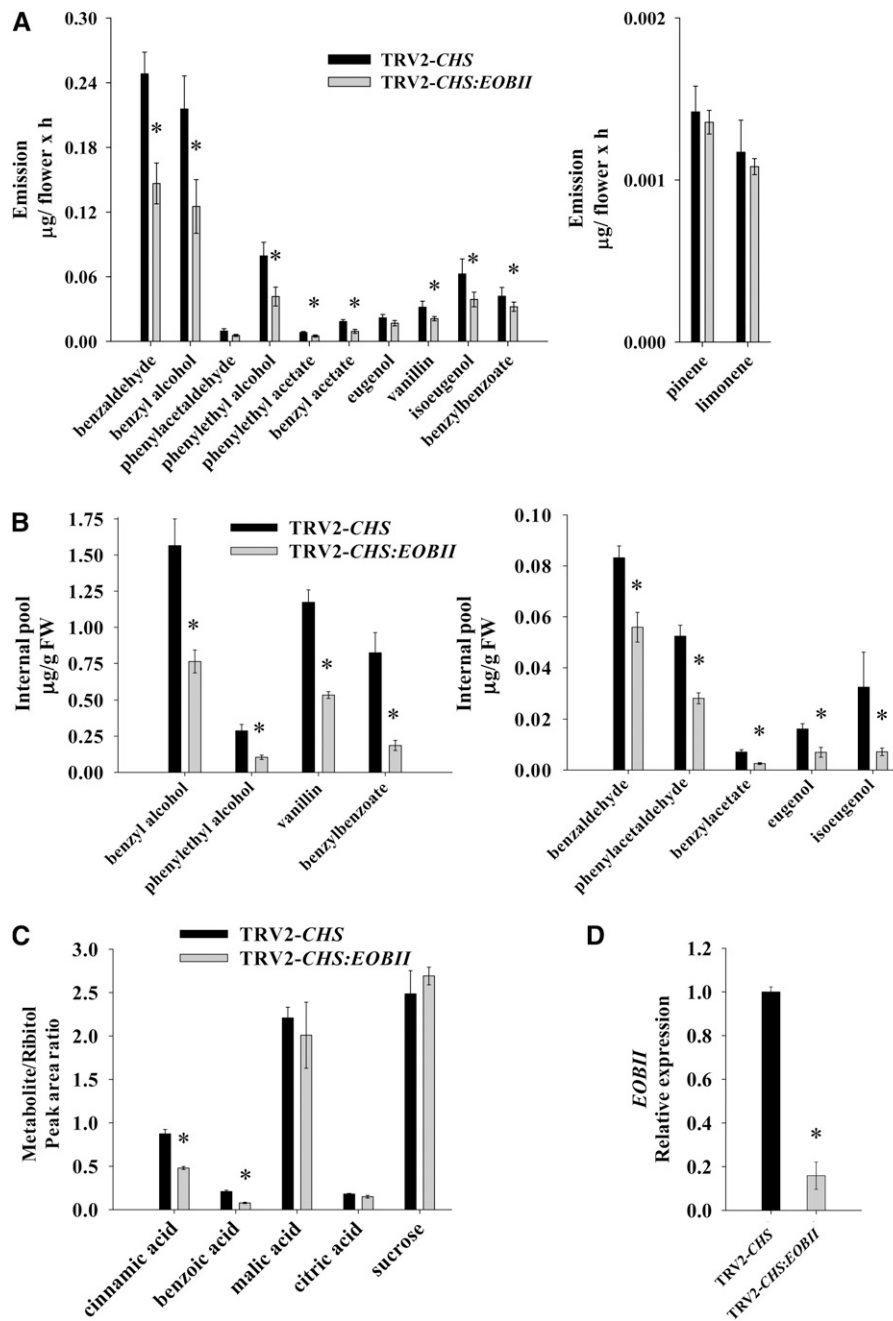 A
TRV2-CHS
TRV2-CHS:EOBII
Emission
µg/ flower x h
0.30
0.24
0.18
0.12
0.06
0.00
* * * * * * * *
benzaldehyde
benzyl alcohol
phenylacetaldehyde
phenylethyl alcohol
phenylethyl acetate
benzyl acetate
eugenol
vanillin
isoeugenol
benzylbenzoate
Emission
µg/ flower x h
0.002
0.001
0.000
pinene
limonene
B
TRV2-CHS
TRV2-CHS:EOBII
Internal pool
µg/g FW
1.75
1.50
1.25
1.00
0.75
0.50
0.25
0.00
* * * *
benzyl alcohol
phenylethyl alcohol
vanillin
benzylbenzoate
Internal pool
µg/g FW
0.10
0.08
0.06
0.04
0.02
0.00
* * * * *
benzaldehyde
phenylacetaldehyde
benzylacetate
eugenol
isoeugenol
C
TRV2-CHS
TRV2-CHS:EOBII
Metabolite/Ribitol
Peak area ratio
3.0
2.5
2.0
1.5
1.0
0.5
0.0
* *
cinnamic acid
benzoic acid
malic acid
citric acid
sucrose
D
EOBII
Relative expression
1.2
1.0
0.8
0.6
0.4
0.2
0.0
*
TRV2-CHS
TRV2-CHS:EOBII